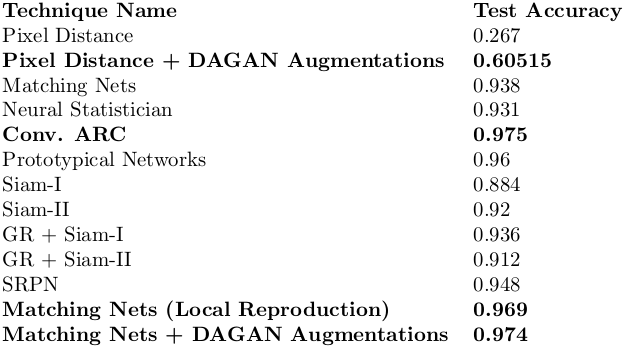 Technique Name Test Accuracy
Pixel Distance 0.267
Pixel Distance + DAGAN Augmentations 0.60515
Matching Nets 0.938
Neural Statistician 0.931
Conv. ARC 0.975
Prototypical Networks 0.96
Siam-I 0.884
Siam-II 0.92
GR + Siam-I 0.936
GR + Siam-II 0.912
SRPN 0.948
Matching Nets (Local Reproduction) 0.969
Matching Nets + DAGAN Augmentations 0.974